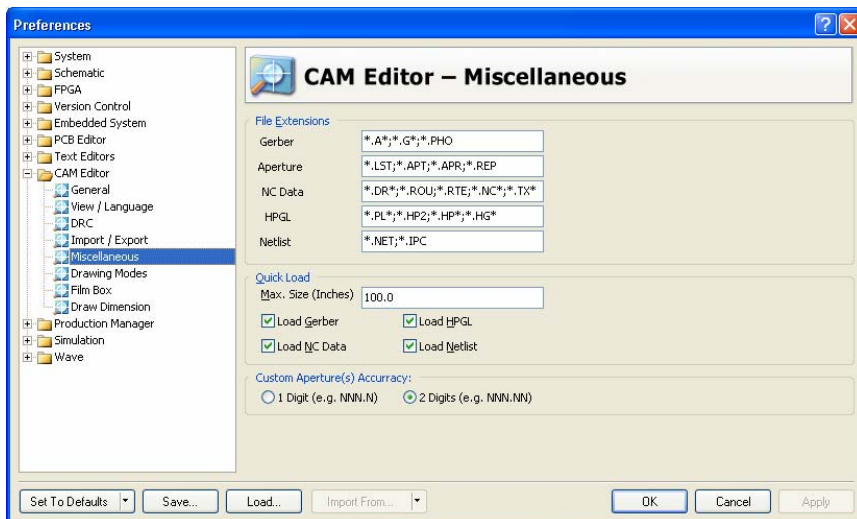 Preferences
System
Schematic
FPGA
Version Control
Embedded System
PCB Editor
Text Editors
CAM Editor
General
View / Language
DRC
Import / Export
Miscellaneous
Drawing Modes
Film Box
Draw Dimension
Production Manager
Simulation
Wave
CAM Editor – Miscellaneous
File Extensions
Gerber *.A*;*.G*;*.PHO
Aperture *.LST;*.APT;*.APR;*.REP
NC Data *.DR*;*.ROU;*.RTE;*.NC*;*.TX*
HPGL *.PL*;*.HP2;*.HP*;*.HG*
Netlist *.NET;*.IPC
Quick Load
Max. Size (Inches) 100.0
Load Gerber Load HPGL
Load NC Data Load Netlist
Custom Aperture(s) Accurracy:
1 Digit (e.g. NNN.N) 2 Digits (e.g. NNN.NN)
Set To Defaults Save... Load... Import From... OK Cancel Apply